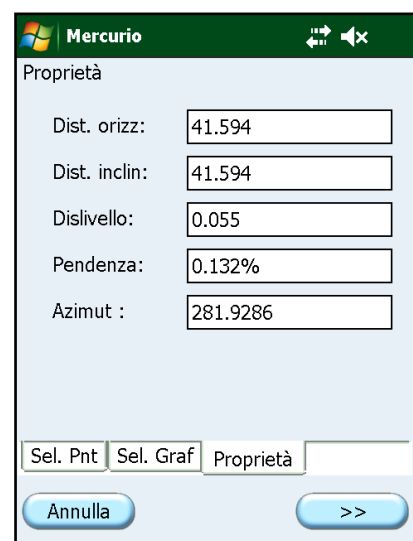 Mercurio
Proprietà
Dist. orizz: 41.594
Dist. inclin: 41.594
Dislivello: 0.055
Pendenza: 0.132%
Azimut : 281.9286
Sel. Pnt Sel. Graf Proprietà
Annulla >>